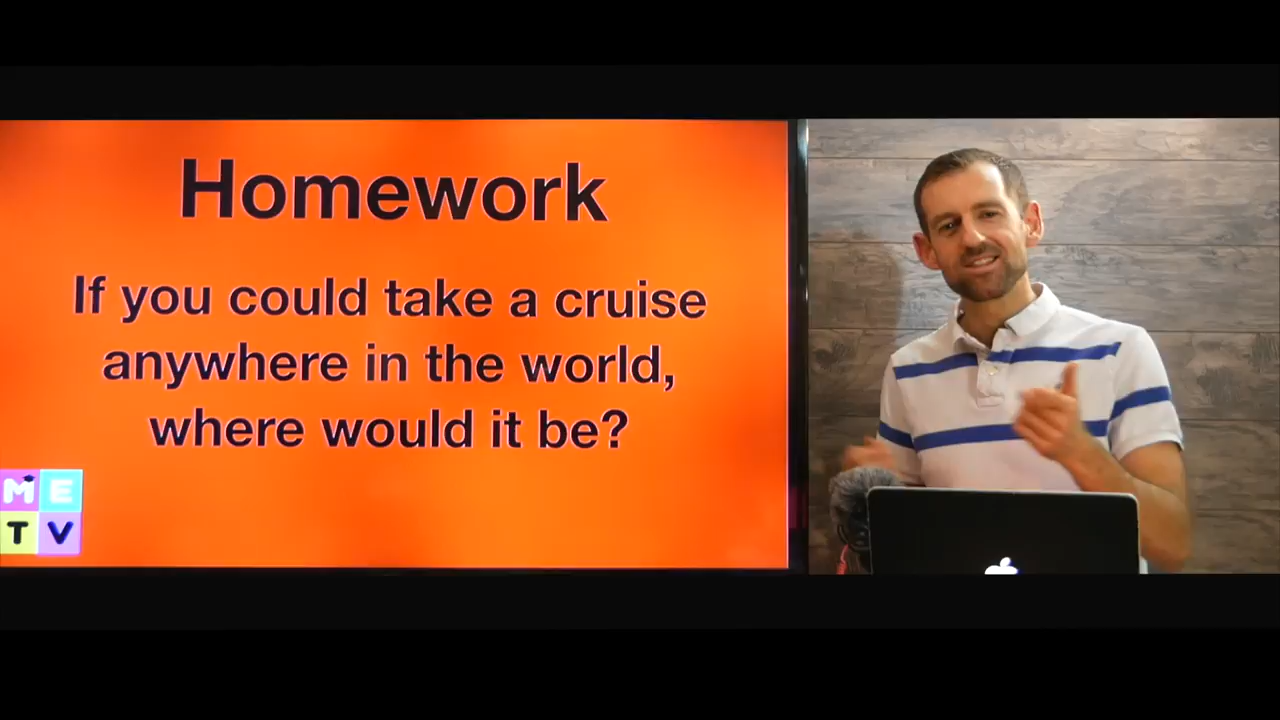 Homework
If you could take a cruise
anywhere in the world,
where would it be?
M E
T V